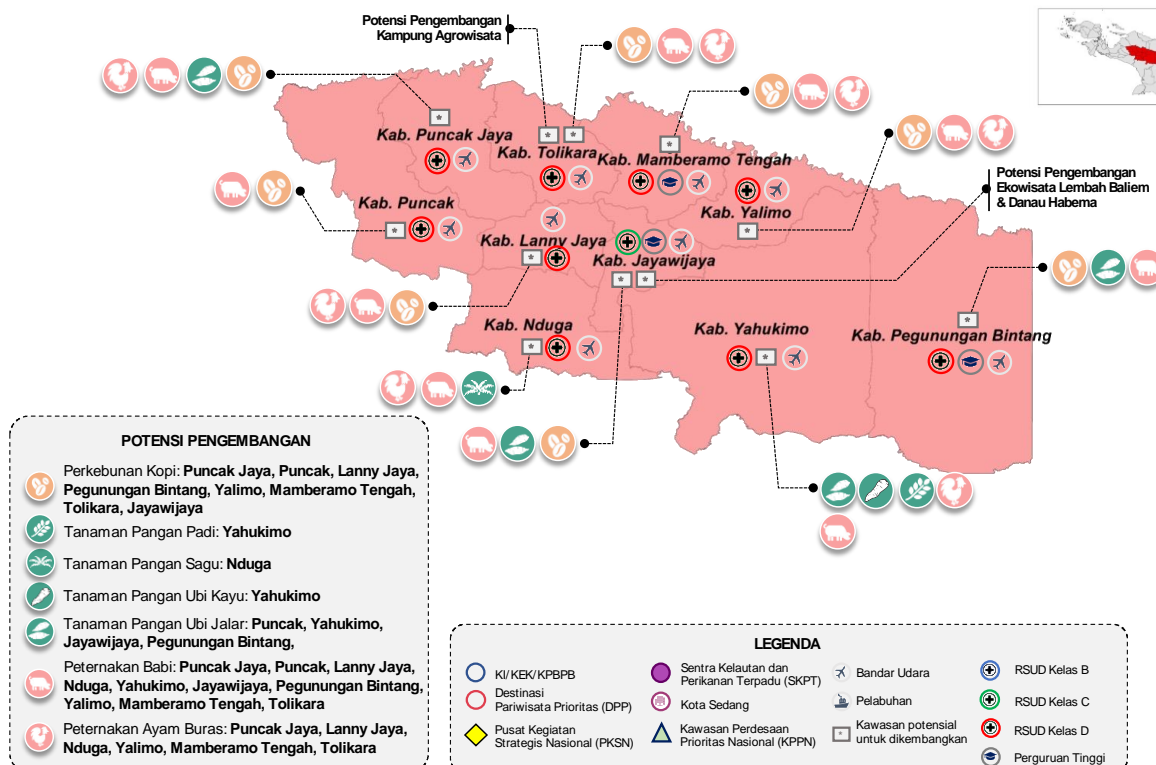 Potensi Pengembangan
Kampung Agrowisata
Kab. Puncak Jaya
Kab. Tolikara
Kab. Mamberamo Tengah
Potensi Pengembangan
Ekowisata Lembah Baliem
& Danau Habema
Kab. Puncak
Kab. Yalimo
Kab. Lanny Jaya
Kab. Jayawijaya
Kab. Nduga
Kab. Yahukimo
Kab. Pegunungan Bintang
POTENSI PENGEMBANGAN
Perkebunan Kopi: Puncak Jaya, Puncak, Lanny Jaya,
Pegunungan Bintang, Yalimo, Mamberamo Tengah,
Tolikara, Jayawijaya
Tanaman Pangan Padi: Yahukimo
Tanaman Pangan Sagu: Nduga
Tanaman Pangan Ubi Kayu: Yahukimo
Tanaman Pangan Ubi Jalar: Puncak, Yahukimo,
Jayawijaya, Pegunungan Bintang,
Peternakan Babi: Puncak Jaya, Puncak, Lanny Jaya,
Nduga, Yahukimo, Jayawijaya, Pegunungan Bintang,
Yalimo, Mamberamo Tengah, Tolikara
Peternakan Ayam Buras: Puncak Jaya, Lanny Jaya,
Nduga, Yalimo, Mamberamo Tengah, Tolikara
LEGENDA
KI/KEK/KPBPB
Destinasi
Pariwisata Prioritas (DPP)
Pusat Kegiatan
Strategis Nasional (PKSN)
Sentra Kelautan dan
Perikanan Terpadu (SKPT)
Kota Sedang
Kawasan Perdesaan
Prioritas Nasional (KPPN)
Bandar Udara
Pelabuhan
Kawasan potensial
untuk dikembangkan
RSUD Kelas B
RSUD Kelas C
RSUD Kelas D
Perguruan Tinggi